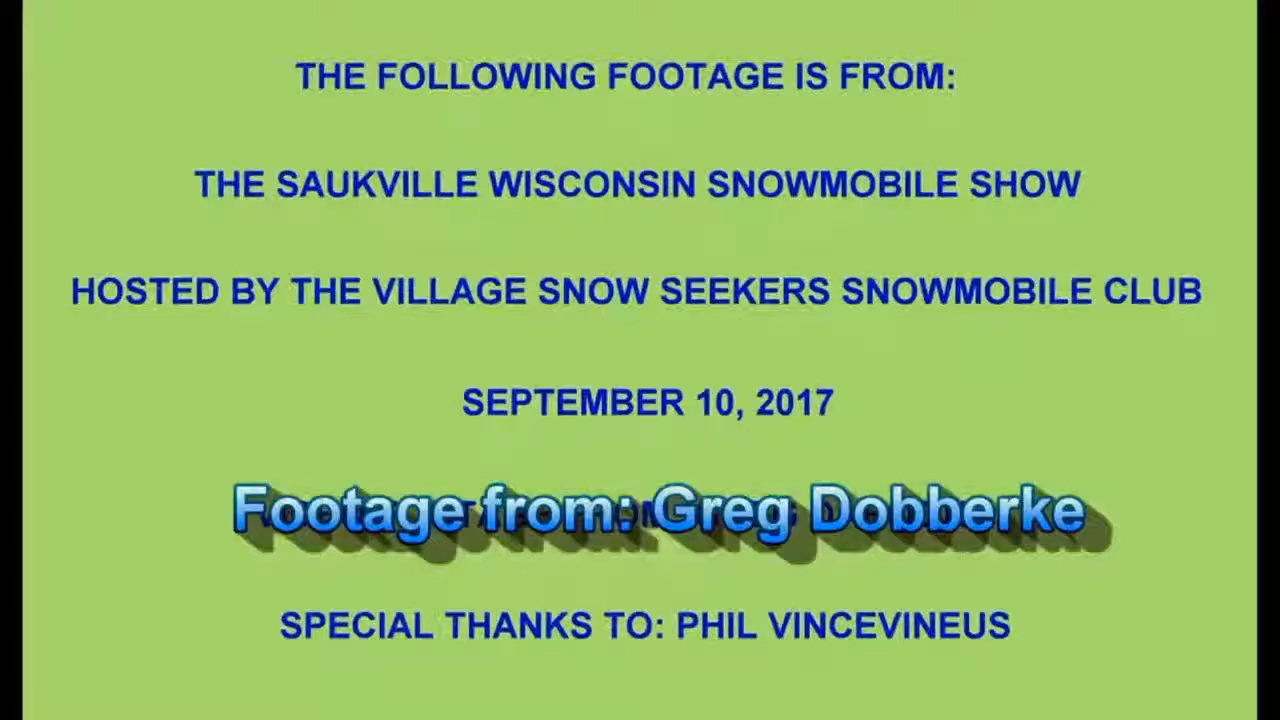 THE FOLLOWING FOOTAGE IS FROM:
THE SAUKVILLE WISCONSIN SNOWMOBILE SHOW
HOSTED BY THE VILLAGE SNOW SEEKERS SNOWMOBILE CLUB
SEPTEMBER 10, 2017
Footage from: Greg Dobberke
SPECIAL THANKS TO: PHIL VINCEVINEUS